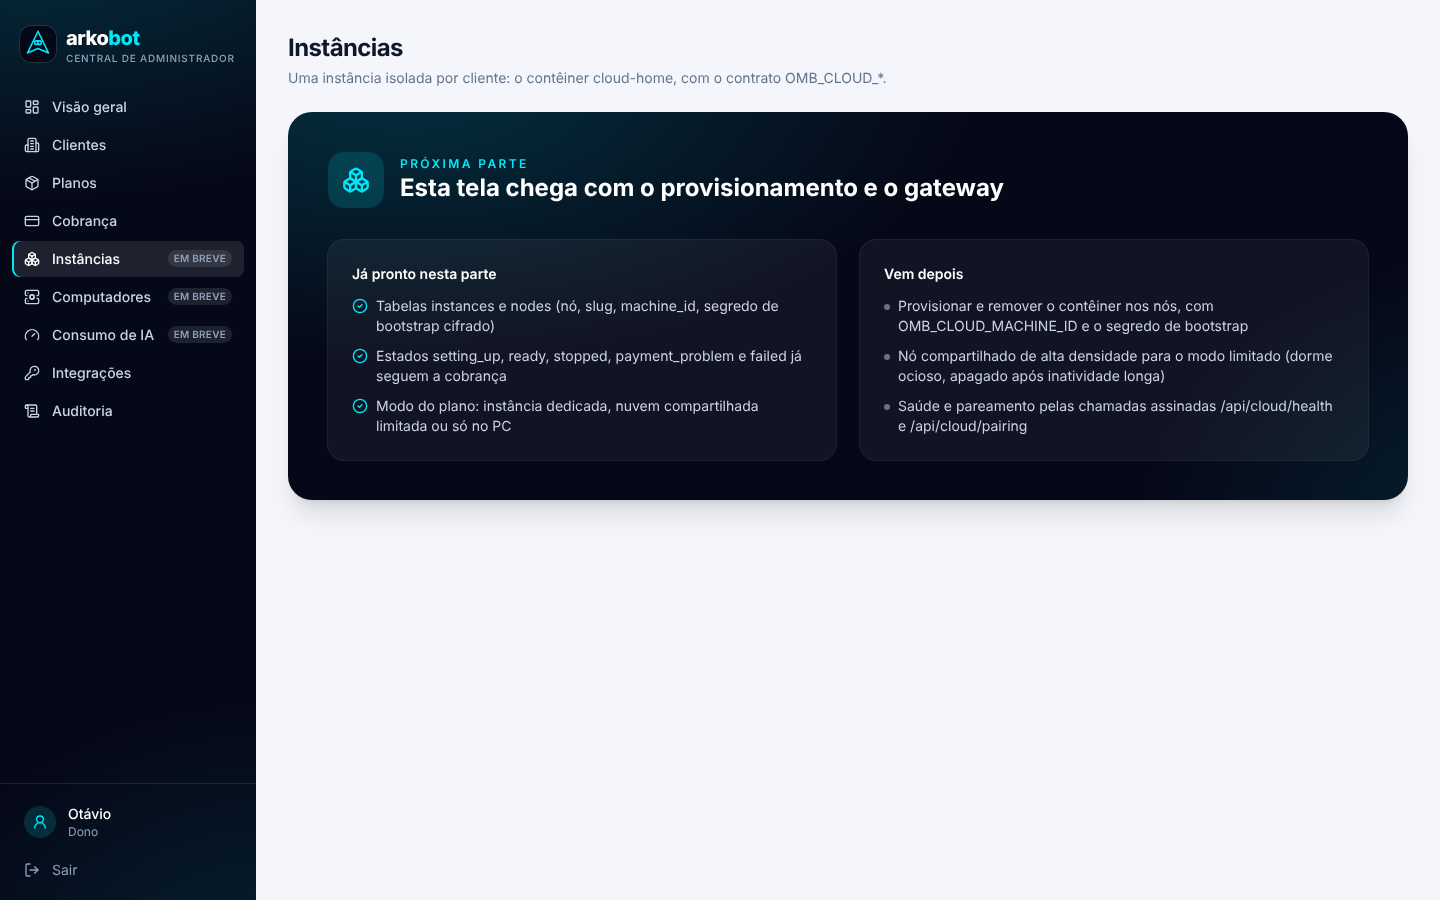 arkobot
CENTRAL DE ADMINISTRADOR
Visão geral
Clientes
Planos
Cobrança
Instâncias EM BREVE
Computadores EM BREVE
Consumo de IA EM BREVE
Integrações
Auditoria
Otávio
Dono
Sair
Instâncias
Uma instância isolada por cliente: o contêiner cloud-home, com o contrato OMB_CLOUD_*.
PRÓXIMA PARTE
Esta tela chega com o provisionamento e o gateway
Já pronto nesta parte
Tabelas instances e nodes (nó, slug, machine_id, segredo de
bootstrap cifrado)
Estados setting_up, ready, stopped, payment_problem e failed já
seguem a cobrança
Modo do plano: instância dedicada, nuvem compartilhada
limitada ou só no PC
Vem depois
Provisionar e remover o contêiner nos nós, com
OMB_CLOUD_MACHINE_ID e o segredo de bootstrap
Nó compartilhado de alta densidade para o modo limitado (dorme
ocioso, apagado após inatividade longa)
Saúde e pareamento pelas chamadas assinadas /api/cloud/health
e /api/cloud/pairing